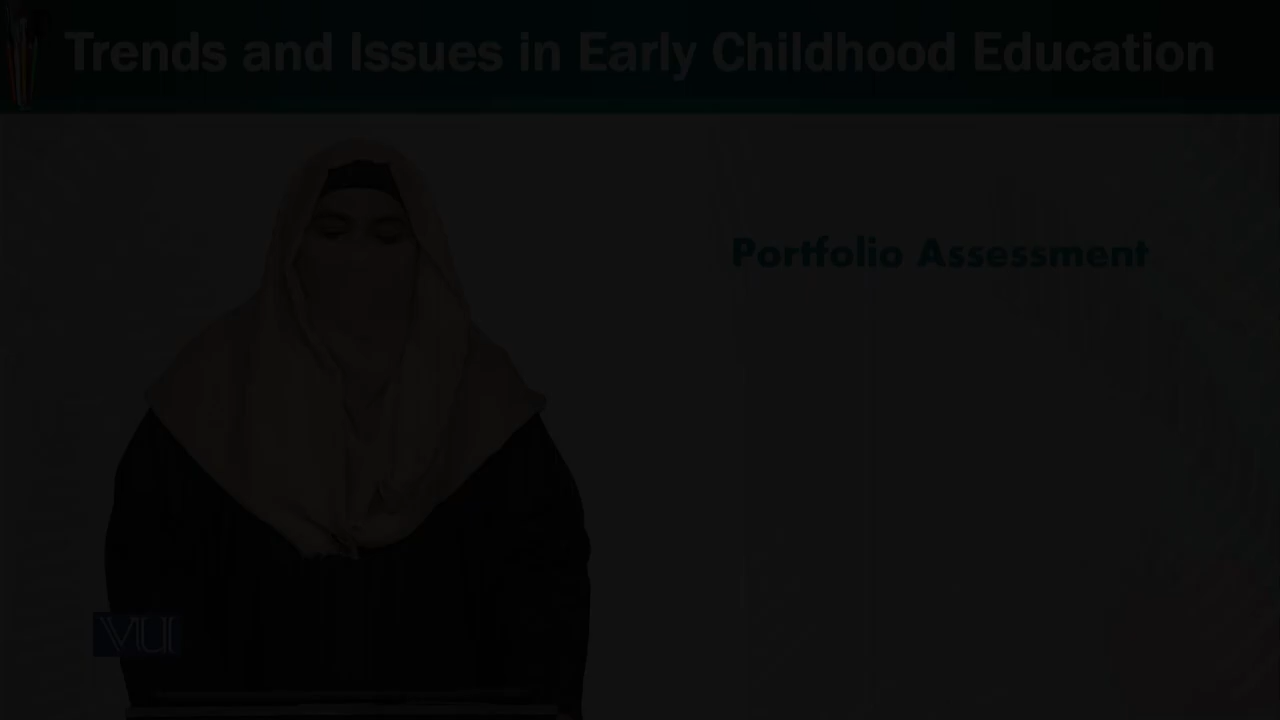 Trends and Issues in Early Childhood Education
Portfolio Assessment
VU